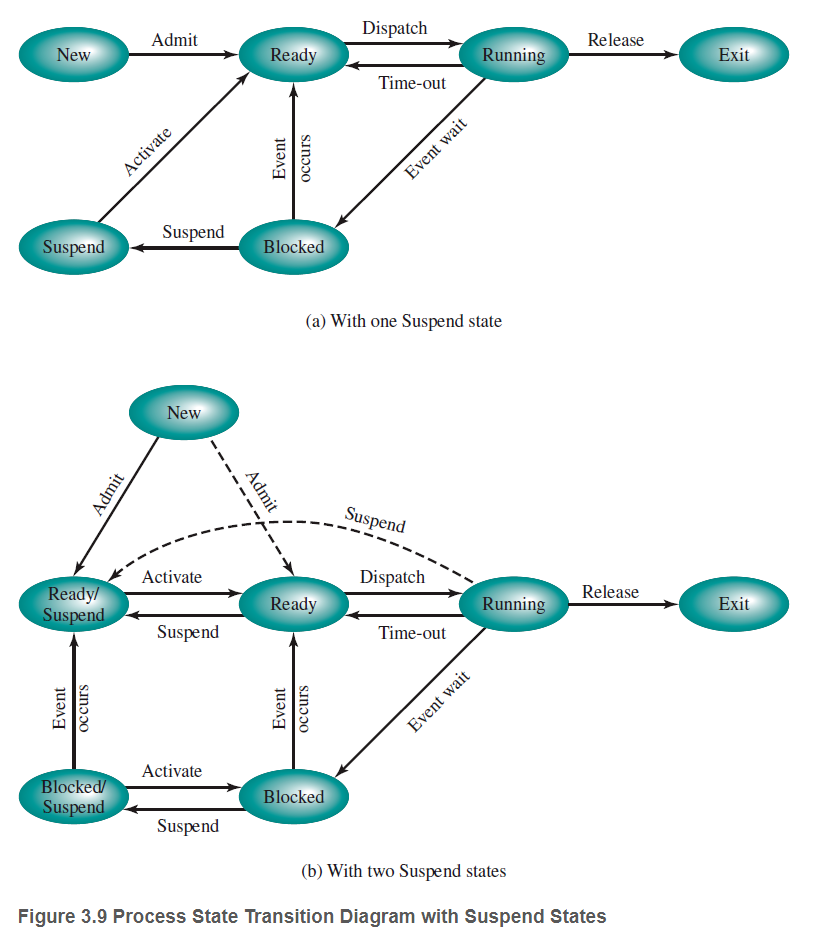 New
Admit
Ready
Dispatch
Time-out
Running
Release
Exit
Activate
Event
occurs
Event wait
Suspend
Suspend
Blocked
(a) With one Suspend state
New
Admit
Admit
Suspend
Ready/
Suspend
Activate
Suspend
Ready
Dispatch
Time-out
Running
Release
Exit
Event
occurs
Event
occurs
Event wait
Blocked/
Suspend
Activate
Suspend
Blocked
(b) With two Suspend states
Figure 3.9 Process State Transition Diagram with Suspend States